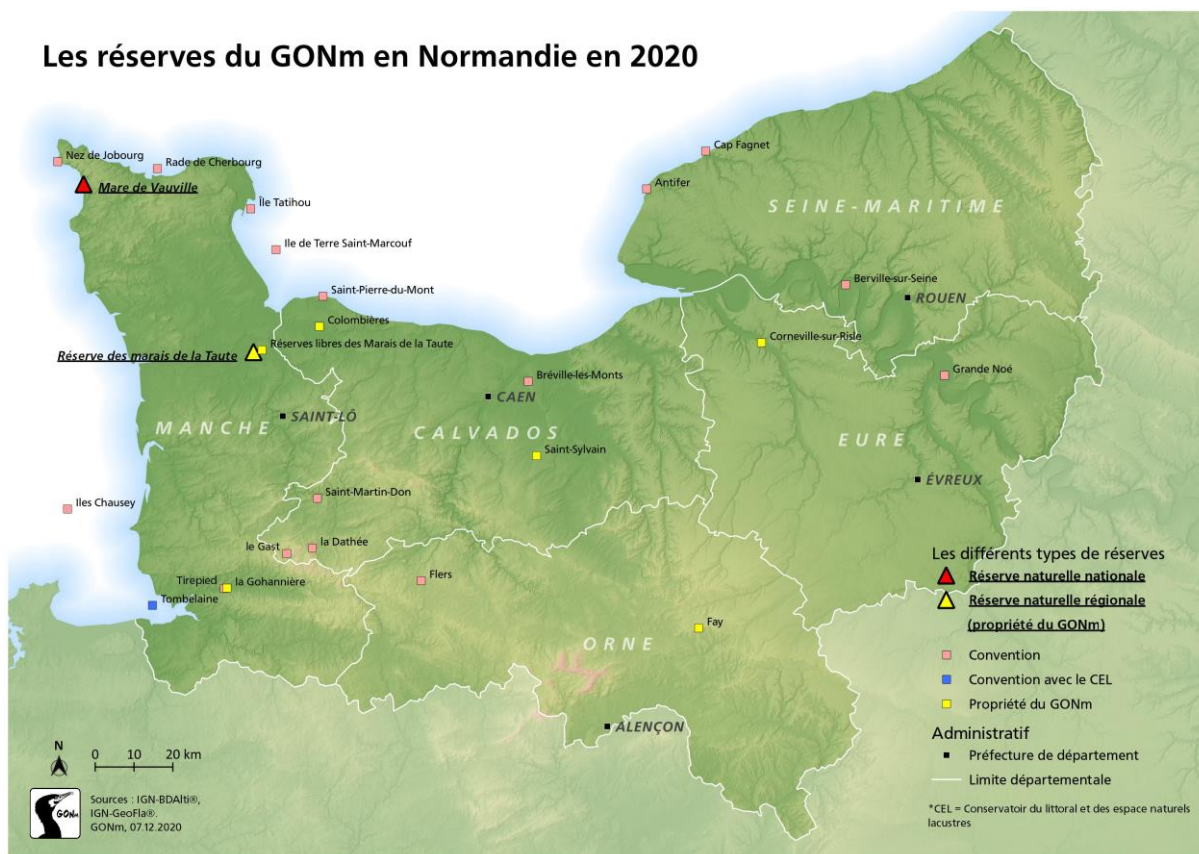 Les réserves du GONm en Normandie en 2020
Nez de Jobourg
Rade de Cherbourg
Mare de Vauville
Île Tatihou
Ile de Terre Saint-Marcouf
Saint-Pierre-du-Mont
Colombières
Réserves libres des Marais de la Taute
Réserve des marais de la Taute
Cap Fagnet
Antifer
SEINE-MARITIME
Berville-sur-Seine
ROUEN
Corneville-sur-Risle
Grande Noé
Bréville-les-Monts
CAEN
SAINT-LÔ
MANCHE
CALVADOS
EURE
Saint-Sylvain
ÉVREUX
Saint-Martin-Don
Iles Chausey
le Gast
la Dathée
Tirepied
la Gohannière
Flers
Tombelaine
Fay
ORNE
ALENÇON
Les différents types de réserves
Réserve naturelle nationale
Réserve naturelle régionale
(propriété du GONm)
Convention
Convention avec le CEL
Propriété du GONm
Administratif
Préfecture de département
Limite départementale
*CEL = Conservatoir du littoral et des espace naturels
lacustres
N
0 10 20 km
GONm
Sources : IGN-BDAlti®,
IGN-GeoFla®.
GONm, 07.12.2020